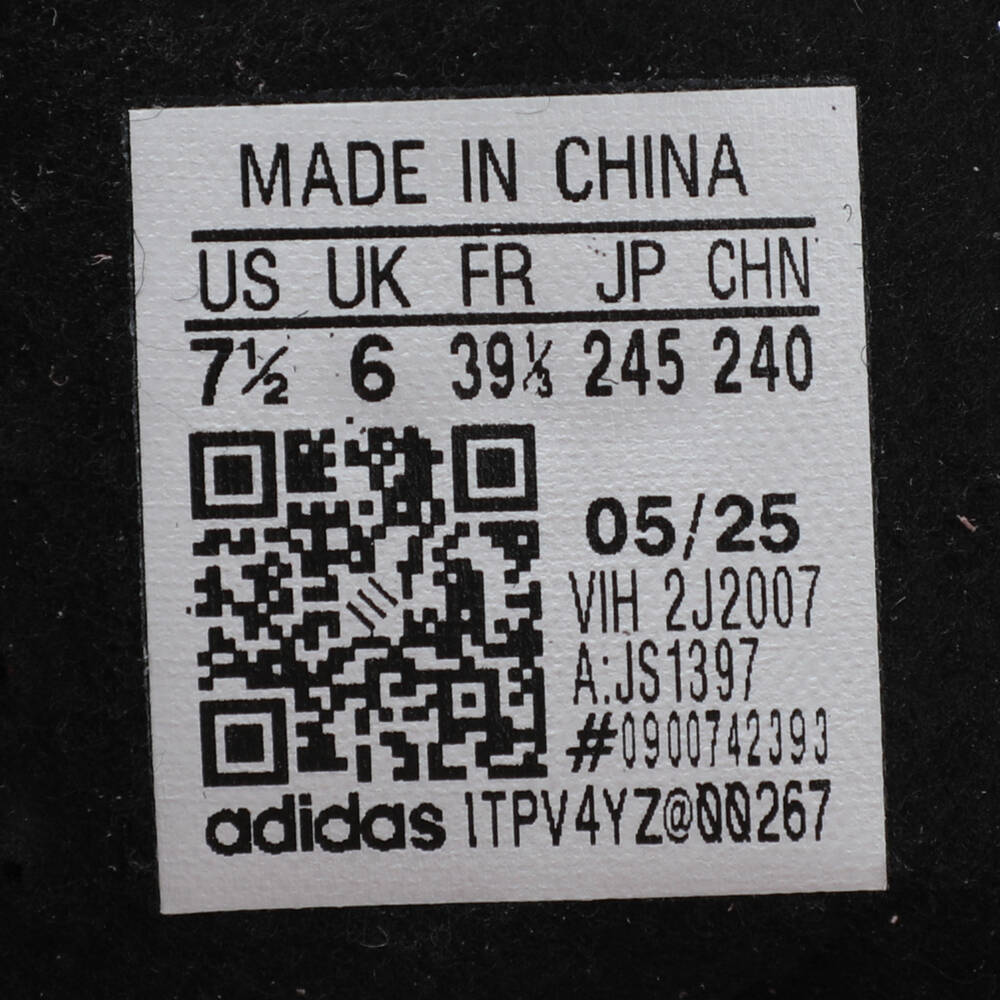 MADE IN CHINA
US UK FR JP CHN
7½ 6 39⅓ 245 240
05/25
VIH 2J2007
A:JS1397
#0900742393
adidas 1TPV4YZ@00267